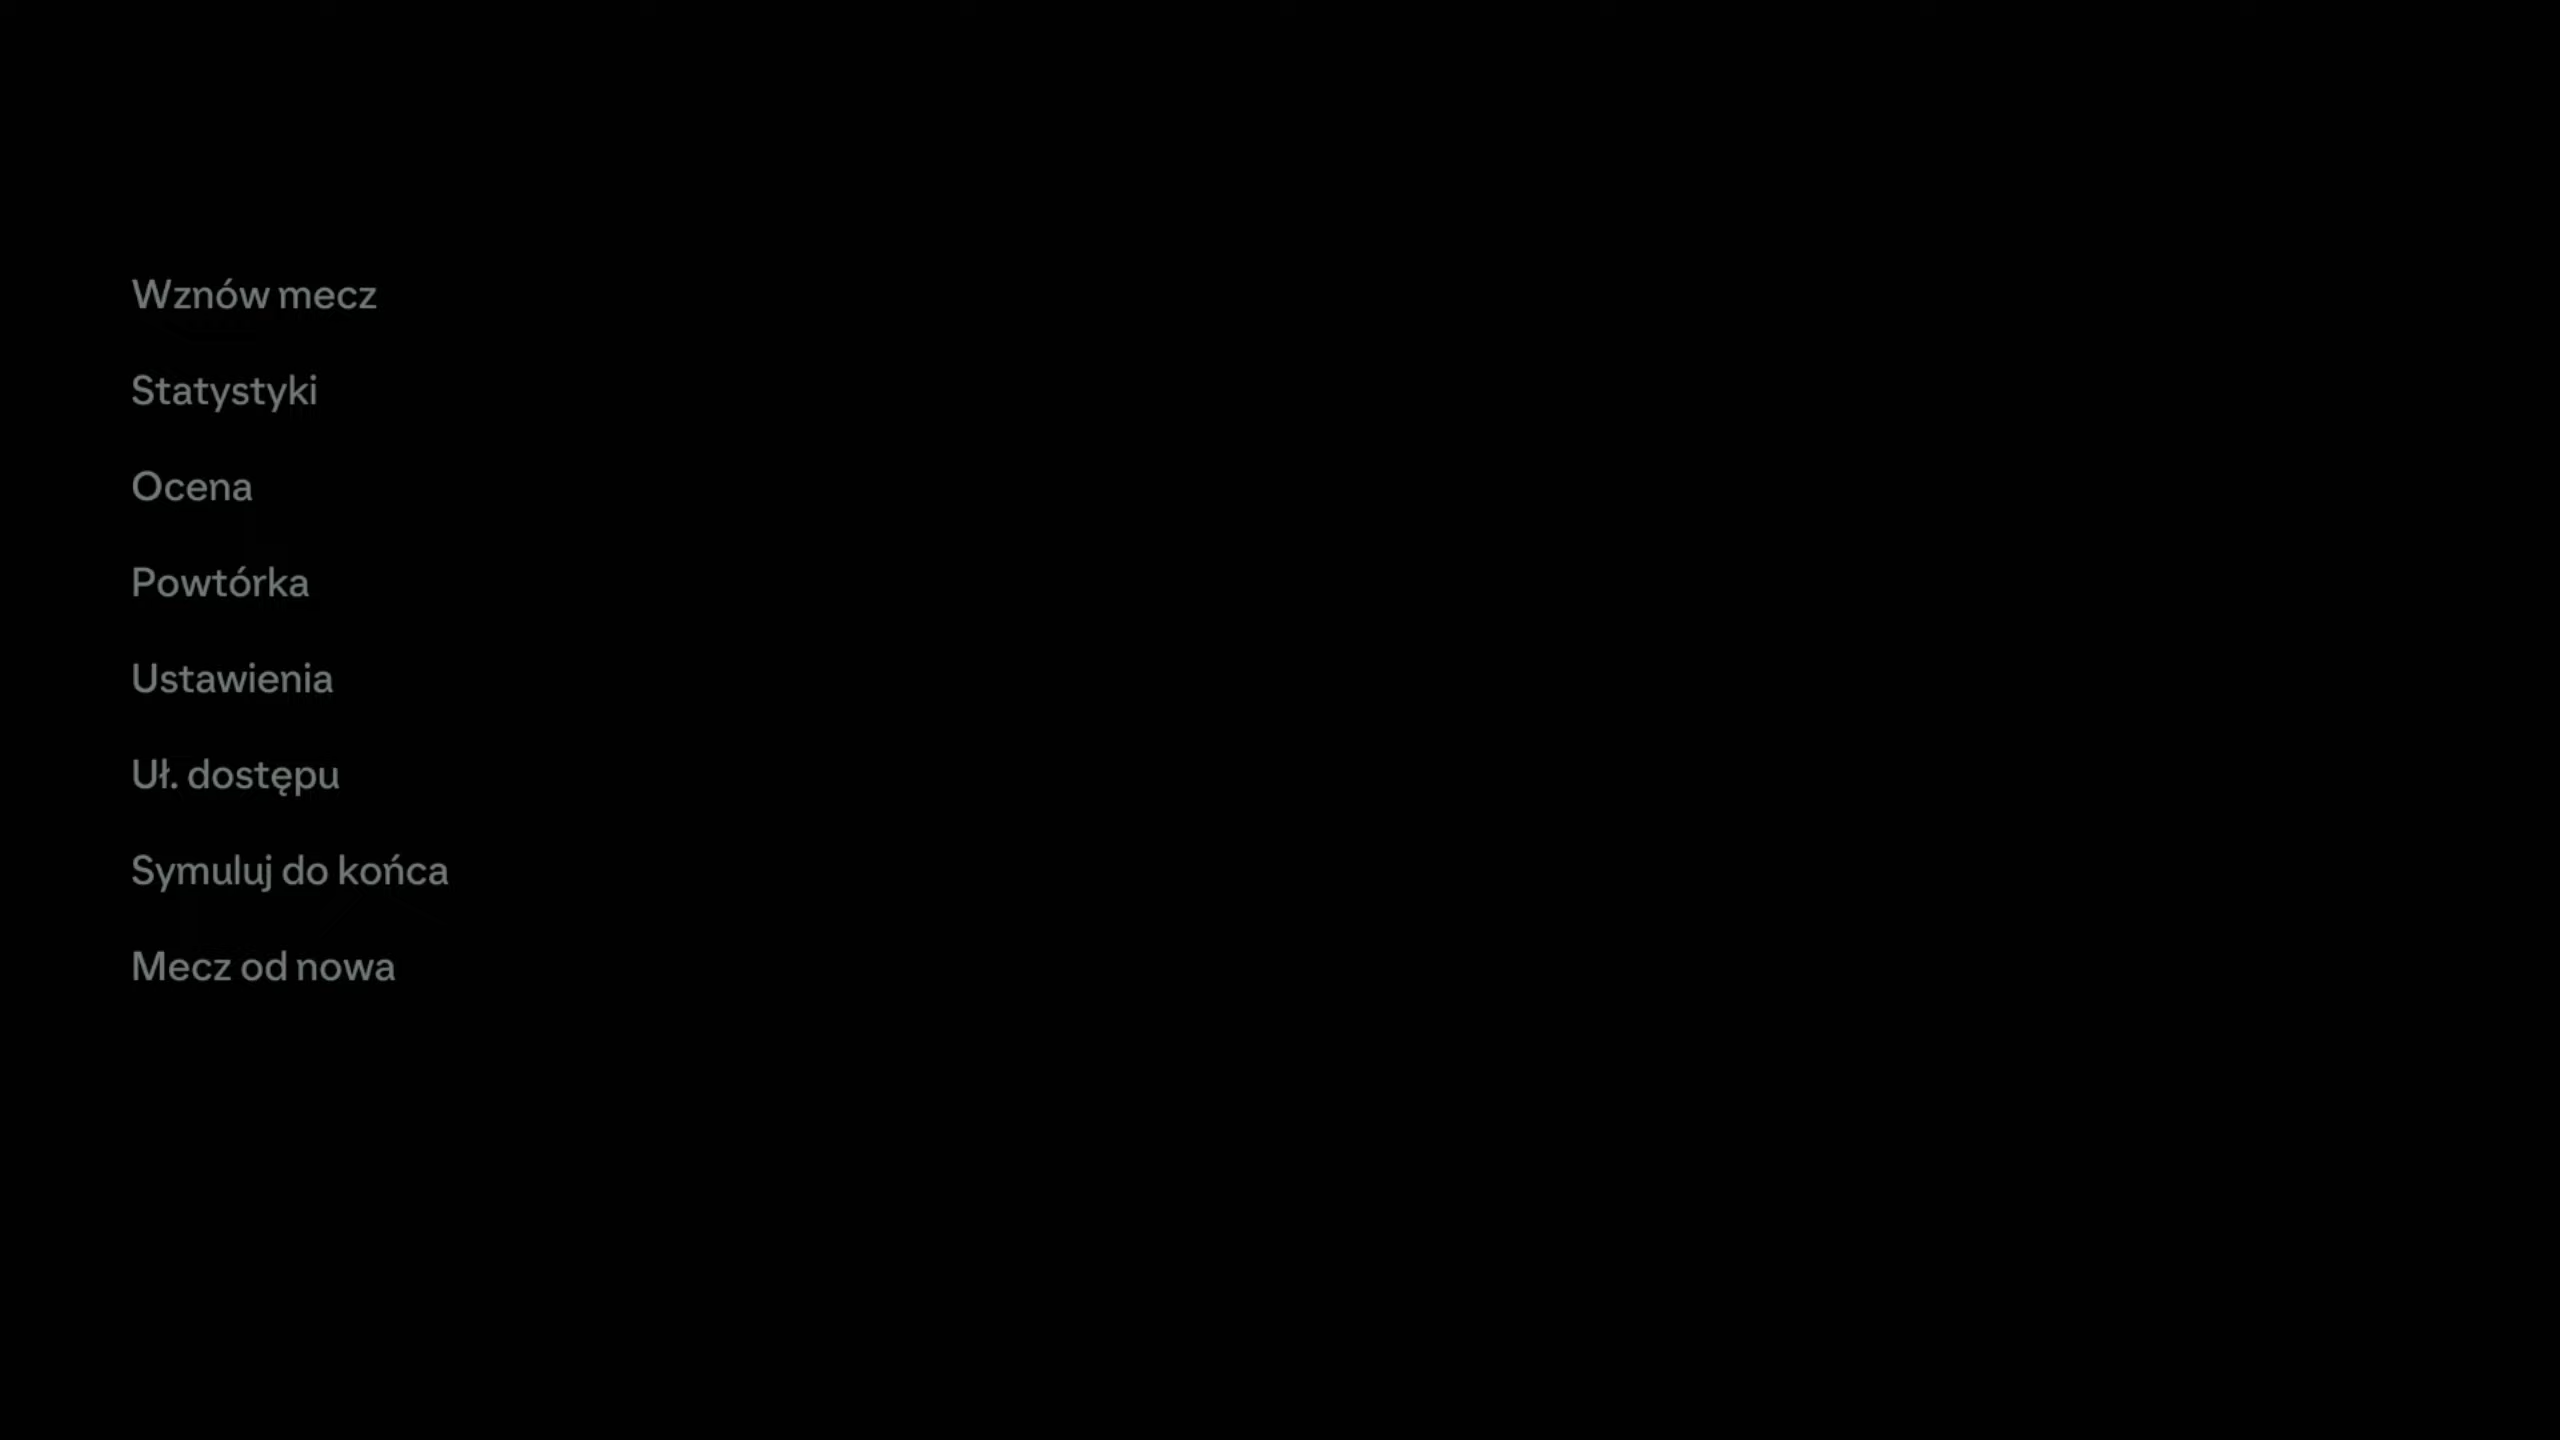 Wznów mecz
Statystyki
Ocena
Powtórka
Ustawienia
Uł. dostępu
Symuluj do końca
Mecz od nowa